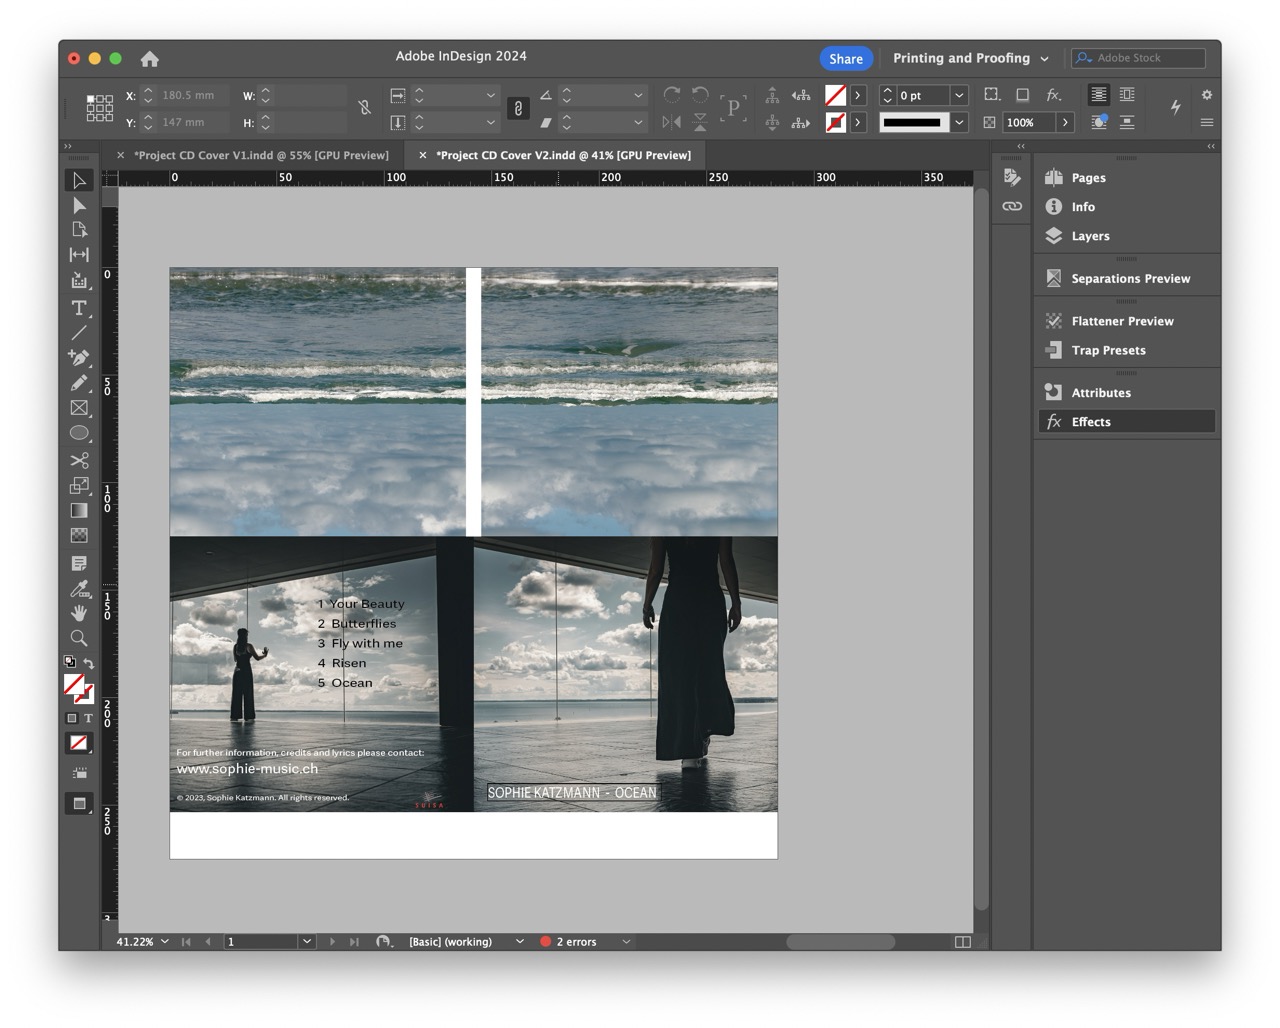 Adobe InDesign 2024
Share
Printing and Proofing
Adobe Stock
X: 180.5 mm W:
Y: 147 mm H:
P
0 pt
fx.
100%
*Project CD Cover V1.indd @ 55% [GPU Preview]
*Project CD Cover V2.indd @ 41% [GPU Preview]
0 50 100 150 200 250 300 350
0
50
100
150
200
250
3
T
T
Pages
Info
Layers
Separations Preview
Flattener Preview
Trap Presets
Attributes
fx Effects
1 Your Beauty
2 Butterflies
3 Fly with me
4 Risen
5 Ocean
For further information, credits and lyrics please contact:
www.sophie-music.ch
© 2023, Sophie Katzmann. All rights reserved.
SUISA
SOPHIE KATZMANN - OCEAN
41.22%
1
[Basic] (working)
2 errors